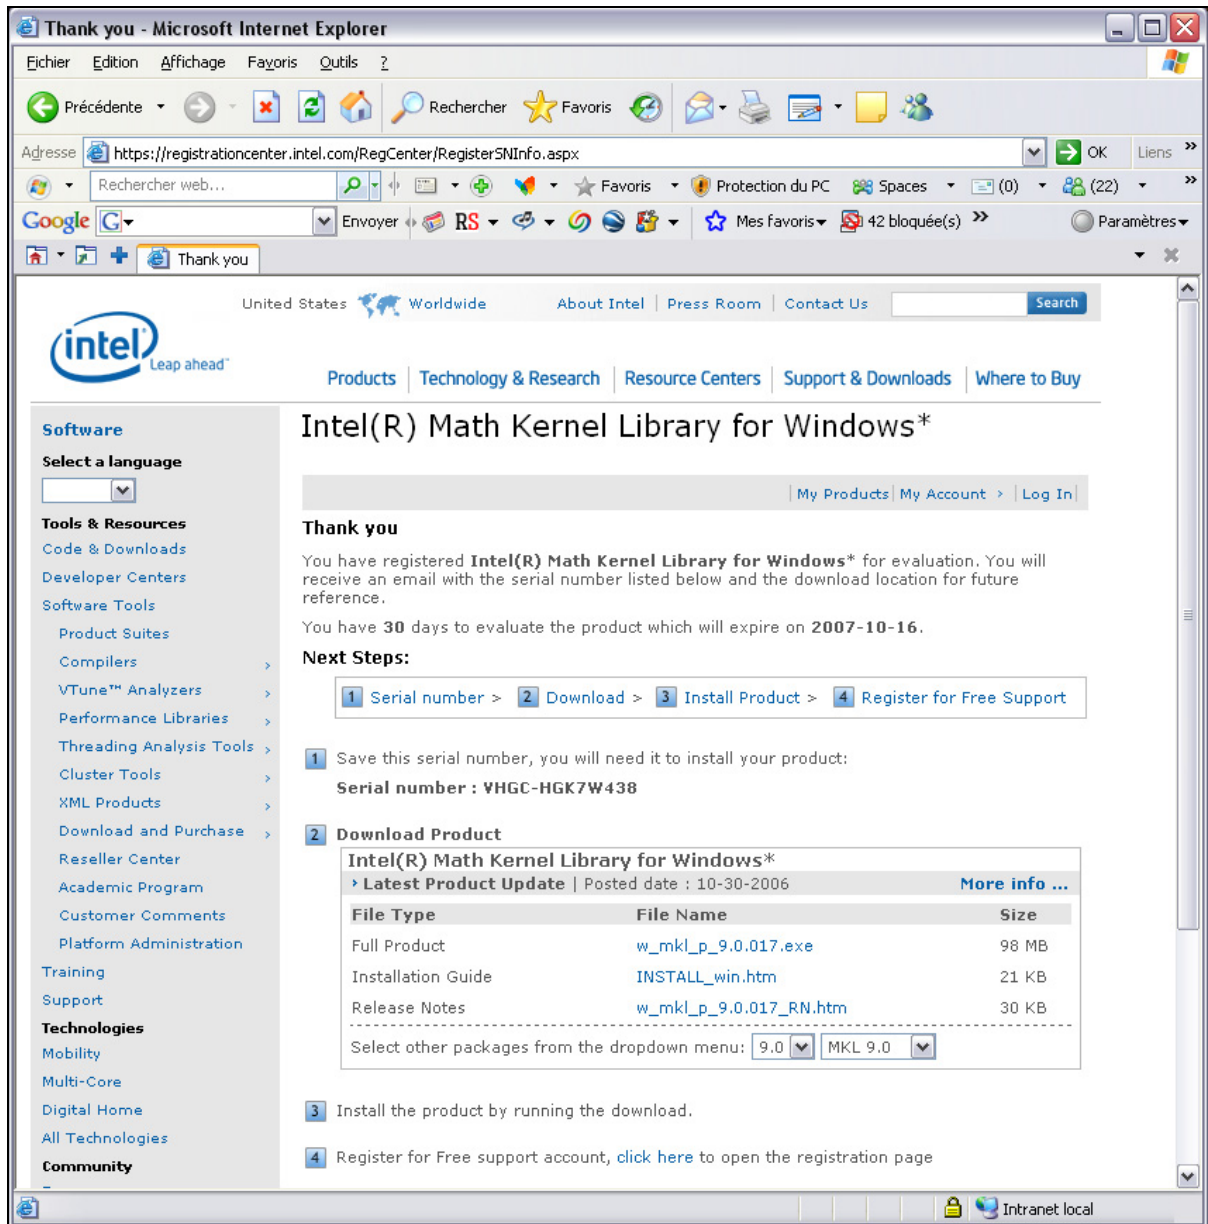 Thank you - Microsoft Internet Explorer
Fichier Edition Affichage Favoris Outils ?
Précédente Rechercher Favoris
Adresse https://registrationcenter.intel.com/RegCenter/RegisterSNInfo.aspx OK Liens »
Rechercher web... Favoris Protection du PC Spaces (0) (22) »
Google G Envoyer RS Mes favoris 42 bloquée(s) » Paramètres
Thank you
United States Worldwide About Intel | Press Room | Contact Us Search
intel Leap ahead™
Products | Technology & Research | Resource Centers | Support & Downloads | Where to Buy
Software
Select a language
Tools & Resources
Code & Downloads
Developer Centers
Software Tools
Product Suites
Compilers ›
VTune™ Analyzers ›
Performance Libraries ›
Threading Analysis Tools ›
Cluster Tools ›
XML Products ›
Download and Purchase ›
Reseller Center
Academic Program
Customer Comments
Platform Administration
Training
Support
Technologies
Mobility
Multi-Core
Digital Home
All Technologies
Community
Intel(R) Math Kernel Library for Windows*
| My Products | My Account › | Log In |
Thank you
You have registered Intel(R) Math Kernel Library for Windows* for evaluation. You will
receive an email with the serial number listed below and the download location for future
reference.
You have 30 days to evaluate the product which will expire on 2007-10-16.
Next Steps:
1 Serial number > 2 Download > 3 Install Product > 4 Register for Free Support
1 Save this serial number, you will need it to install your product:
Serial number : VHGC-HGK7W438
2 Download Product
Intel(R) Math Kernel Library for Windows*
› Latest Product Update | Posted date : 10-30-2006 More info ...
File Type File Name Size
Full Product w_mkl_p_9.0.017.exe 98 MB
Installation Guide INSTALL_win.htm 21 KB
Release Notes w_mkl_p_9.0.017_RN.htm 30 KB
Select other packages from the dropdown menu: 9.0 MKL 9.0
3 Install the product by running the download.
4 Register for Free support account, click here to open the registration page
Intranet local